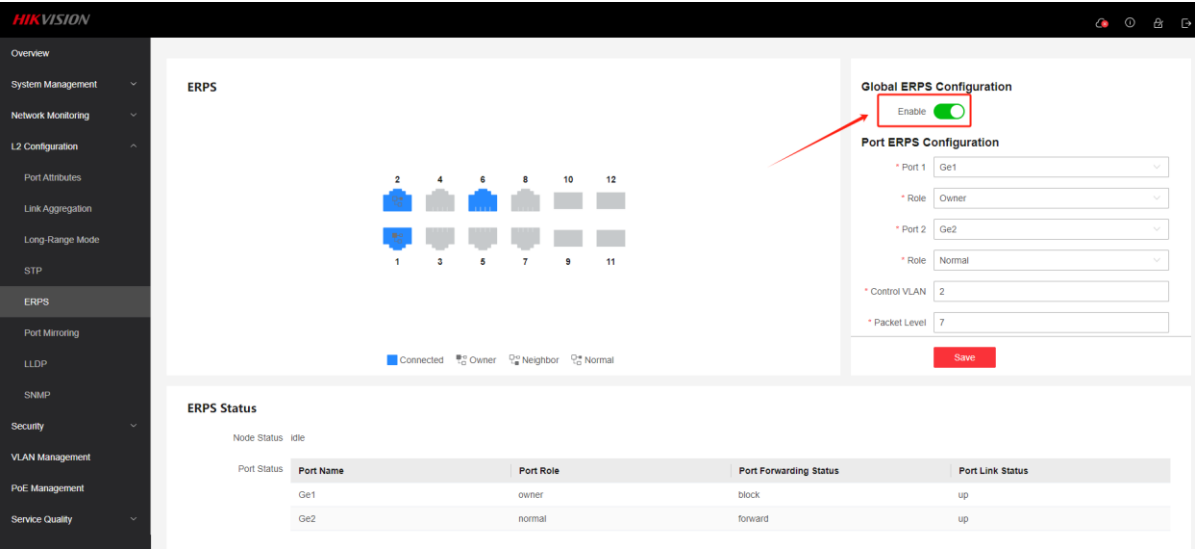 HIKVISION
Overview
System Management
Network Monitoring
L2 Configuration
Port Attributes
Link Aggregation
Long-Range Mode
STP
ERPS
Port Mirroring
LLDP
SNMP
Security
VLAN Management
PoE Management
Service Quality
ERPS
2 4 6 8 10 12
1 3 5 7 9 11
Connected Owner Neighbor Normal
Global ERPS Configuration
Enable
Port ERPS Configuration
* Port 1 Ge1
* Role Owner
* Port 2 Ge2
* Role Normal
* Control VLAN 2
* Packet Level 7
Save
ERPS Status
Node Status idle
Port Status Port Name Port Role Port Forwarding Status Port Link Status
Ge1 owner block up
Ge2 normal forward up